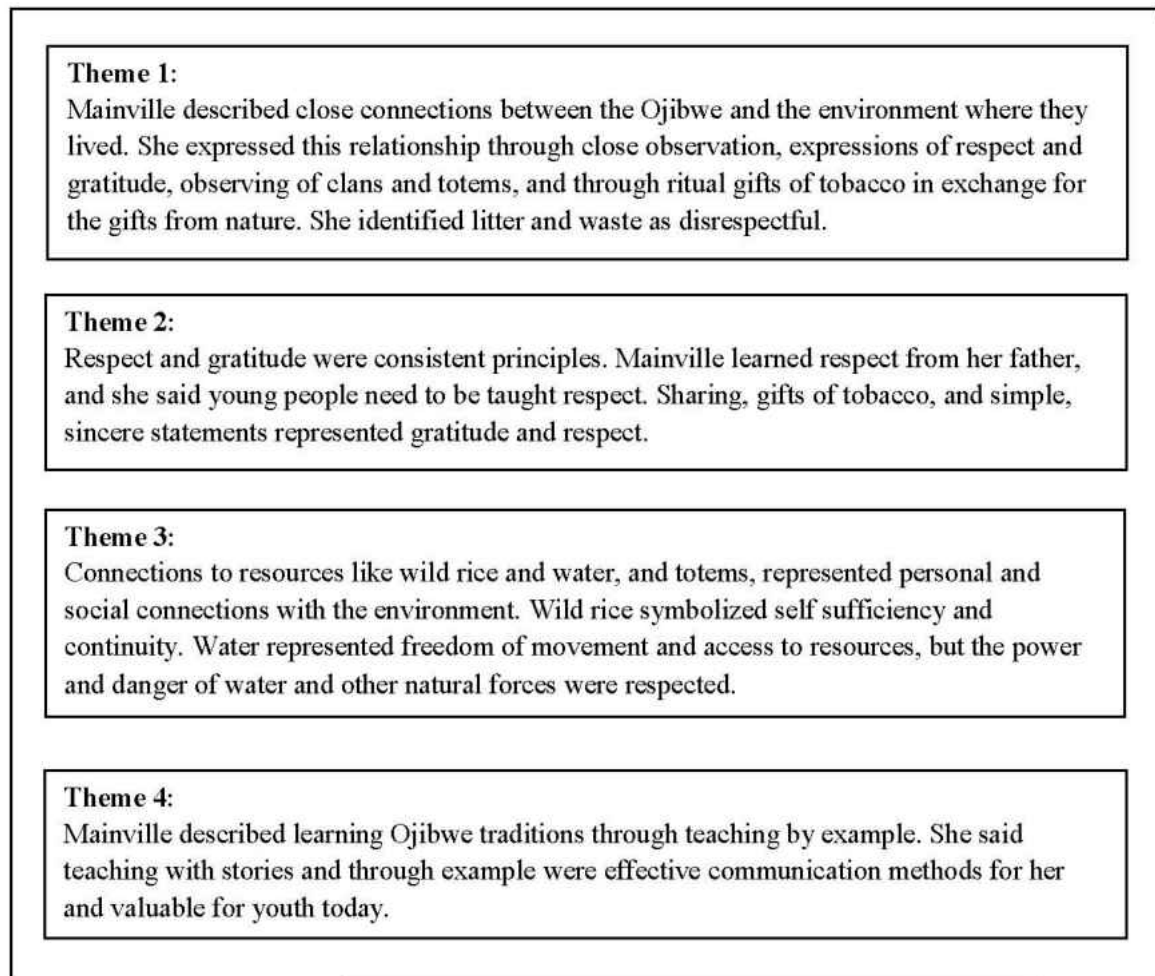 Theme 1:
Mainville described close connections between the Ojibwe and the environment where they
lived. She expressed this relationship through close observation, expressions of respect and
gratitude, observing of clans and totems, and through ritual gifts of tobacco in exchange for
the gifts from nature. She identified litter and waste as disrespectful.
Theme 2:
Respect and gratitude were consistent principles. Mainville learned respect from her father,
and she said young people need to be taught respect. Sharing, gifts of tobacco, and simple,
sincere statements represented gratitude and respect.
Theme 3:
Connections to resources like wild rice and water, and totems, represented personal and
social connections with the environment. Wild rice symbolized self sufficiency and
continuity. Water represented freedom of movement and access to resources, but the power
and danger of water and other natural forces were respected.
Theme 4:
Mainville described learning Ojibwe traditions through teaching by example. She said
teaching with stories and through example were effective communication methods for her
and valuable for youth today.